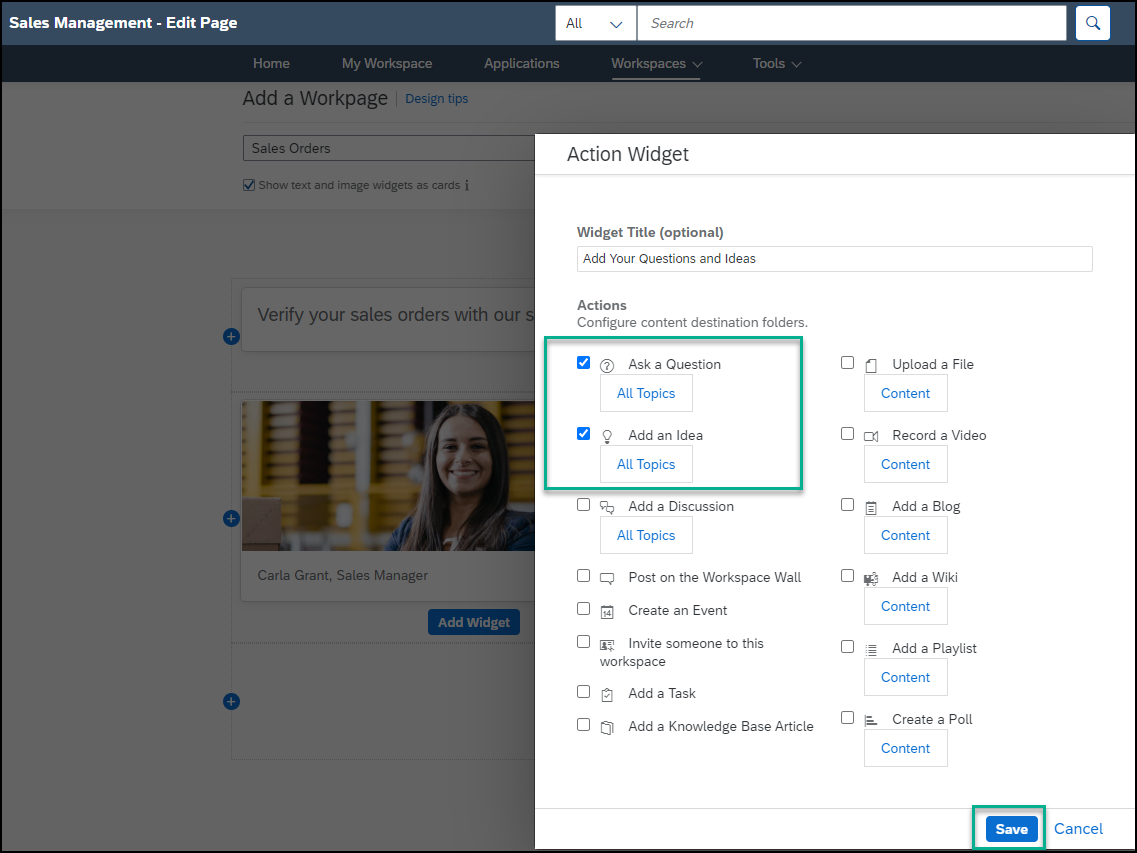 Sales Management - Edit Page
All
Search
Home
My Workspace
Applications
Workspaces
Tools
Add a Workpage
Design tips
Sales Orders
Show text and image widgets as cards
Verify your sales orders with our s
Carla Grant, Sales Manager
Add Widget
Action Widget
Widget Title (optional)
Add Your Questions and Ideas
Actions
Configure content destination folders.
Ask a Question
All Topics
Add an Idea
All Topics
Add a Discussion
All Topics
Post on the Workspace Wall
14
Create an Event
Invite someone to this
workspace
Add a Task
Add a Knowledge Base Article
Upload a File
Content
Record a Video
Content
Add a Blog
Content
Add a Wiki
Content
Add a Playlist
Content
Create a Poll
Content
Save
Cancel